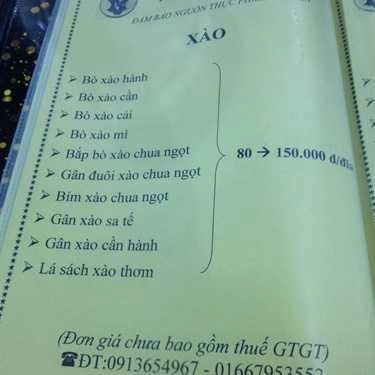 ĐẢM BẢO NGUỒN THỰC PHẨM
XÀO
➢ Bò xào hành
➢ Bò xào cần
➢ Bò xào cải
➢ Bò xào mì
➢ Bắp bò xào chua ngọt
➢ Gân đuôi xào chua ngọt
➢ Bím xào chua ngọt
➢ Gân xào sa tế
➢ Gân xào cần hành
➢ Lá sách xào thơm
80 → 150.000 đ/đĩa
(Đơn giá chưa bao gồm thuế GTGT)
☎ĐT:0913654967 - 01667953552